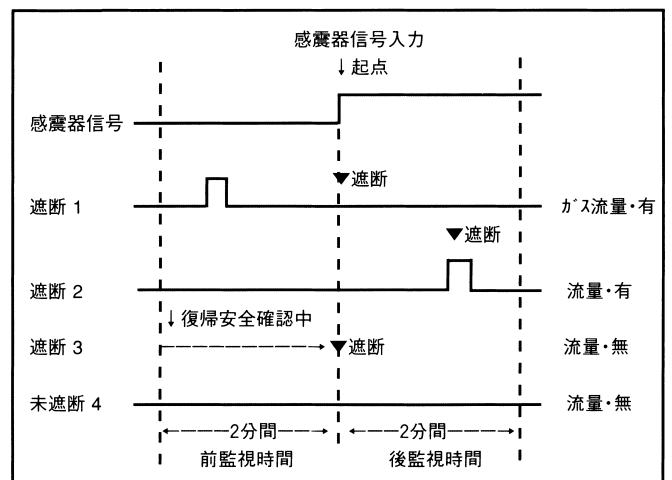 感震器信号入力
↓起点
感震器信号
▼遮断
遮断 1
ｶﾞｽ流量・有
▼遮断
遮断 2
流量・有
↓復帰安全確認中
遮断 3
▼遮断
流量・無
未遮断 4
流量・無
2分間
2分間
前監視時間
後監視時間